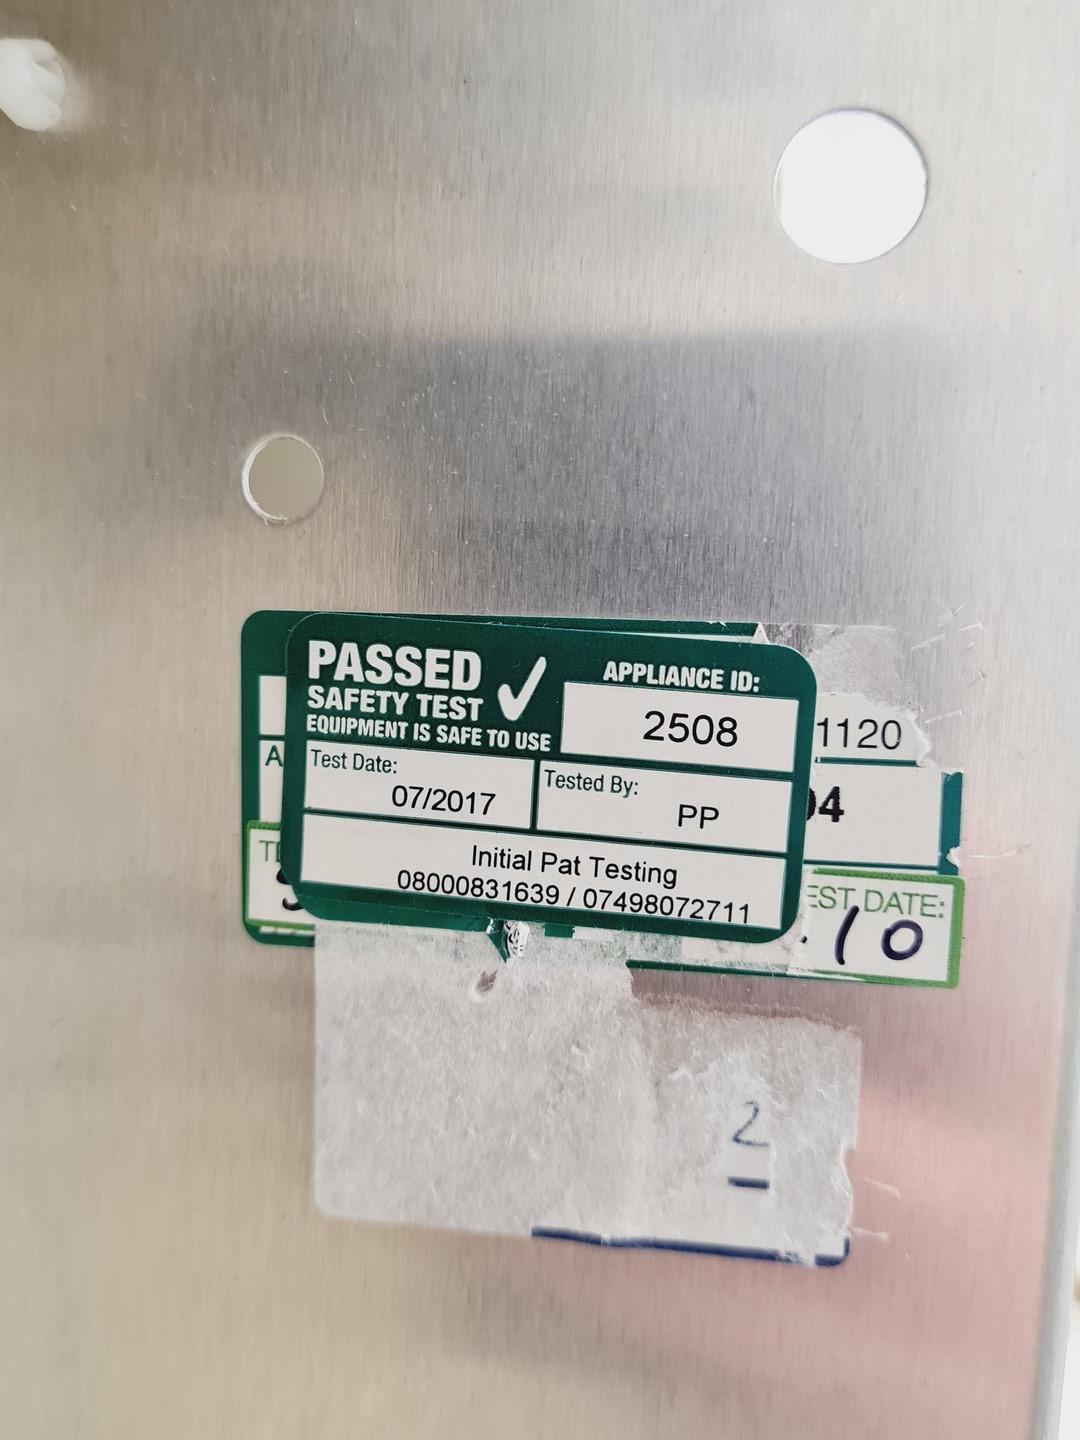 PASSED
SAFETY TEST
EQUIPMENT IS SAFE TO USE
APPLIANCE ID:
2508
Test Date:
07/2017
Tested By:
PP
Initial Pat Testing
08000831639 / 07498072711
1120
04
EST DATE:
.10
2